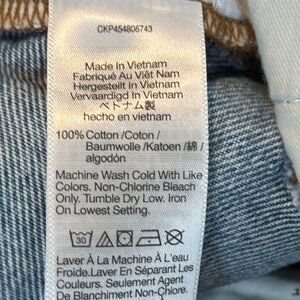 CKP454806743
Made In Vietnam
Fabriqué Au Viêt Nam
Hergestellt In Vietnam
Vervaardigd In Vietnam
ベトナム製
hecho en vietnam
100% Cotton /Coton /
Baumwolle /Katoen /綿 /
algodón
Machine Wash Cold With Like
Colors. Non-Chlorine Bleach
Only. Tumble Dry Low. Iron
On Lowest Setting.
30
Laver À La Machine À L'eau
Froide.Laver En Séparant Les
Couleurs. Seulement Agent
De Blanchiment Non-Chlore.